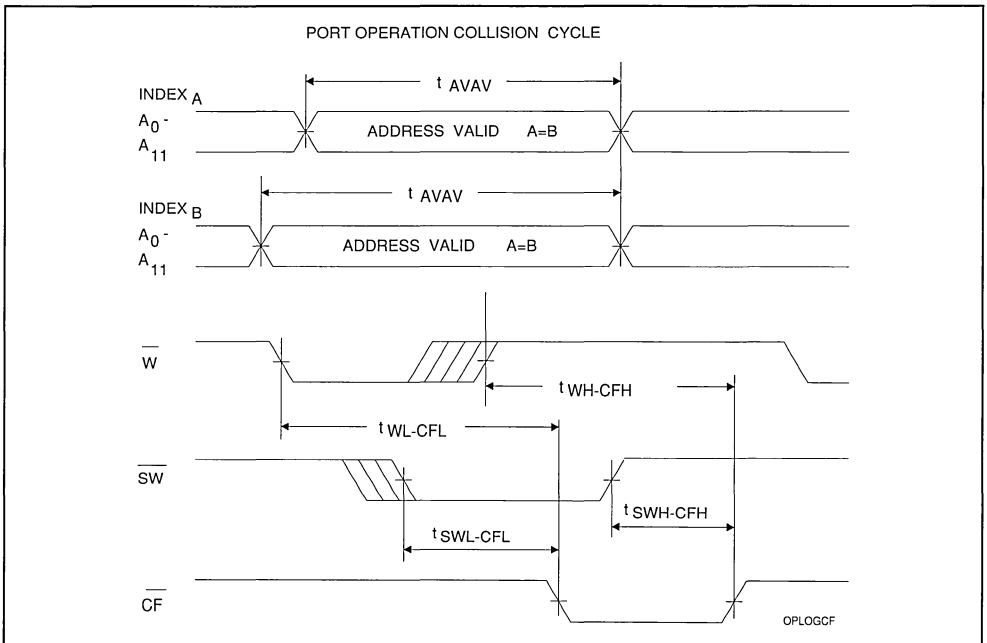 PORT OPERATION COLLISION CYCLE
t AVAV
INDEX A
A0 -
A11
ADDRESS VALID A=B
t AVAV
INDEX B
A0 -
A11
ADDRESS VALID A=B
W
t WH-CFH
t WL-CFL
SW
t SWH-CFH
t SWL-CFL
CF
OPLOGCF